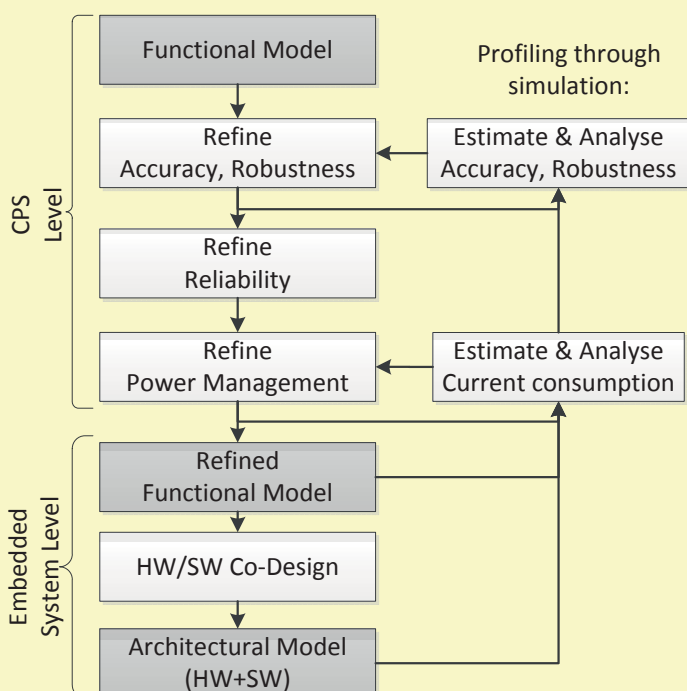 Functional Model
Profiling through
simulation:
Refine
Accuracy, Robustness
Estimate & Analyse
Accuracy, Robustness
CPS
Level
Refine
Reliability
Refine
Power Management
Estimate & Analyse
Current consumption
Refined
Functional Model
Embedded
System Level
HW/SW Co-Design
Architectural Model
(HW+SW)